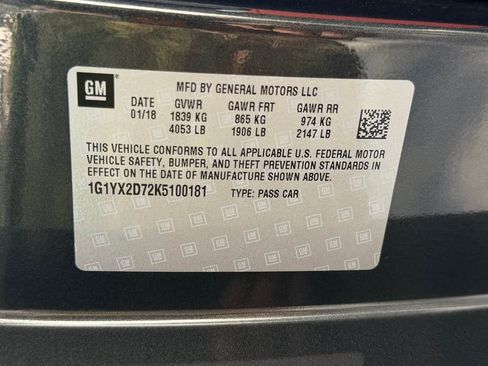 GM
MFD BY GENERAL MOTORS LLC
DATE GVWR GAWR FRT GAWR RR
01/18 1839 KG 865 KG 974 KG
4053 LB 1906 LB 2147 LB
THIS VEHICLE CONFORMS TO ALL APPLICABLE U.S. FEDERAL MOTOR
VEHICLE SAFETY, BUMPER, AND THEFT PREVENTION STANDARDS IN
EFFECT ON THE DATE OF MANUFACTURE SHOWN ABOVE.
1G1YX2D72K5100181 TYPE: PASS CAR